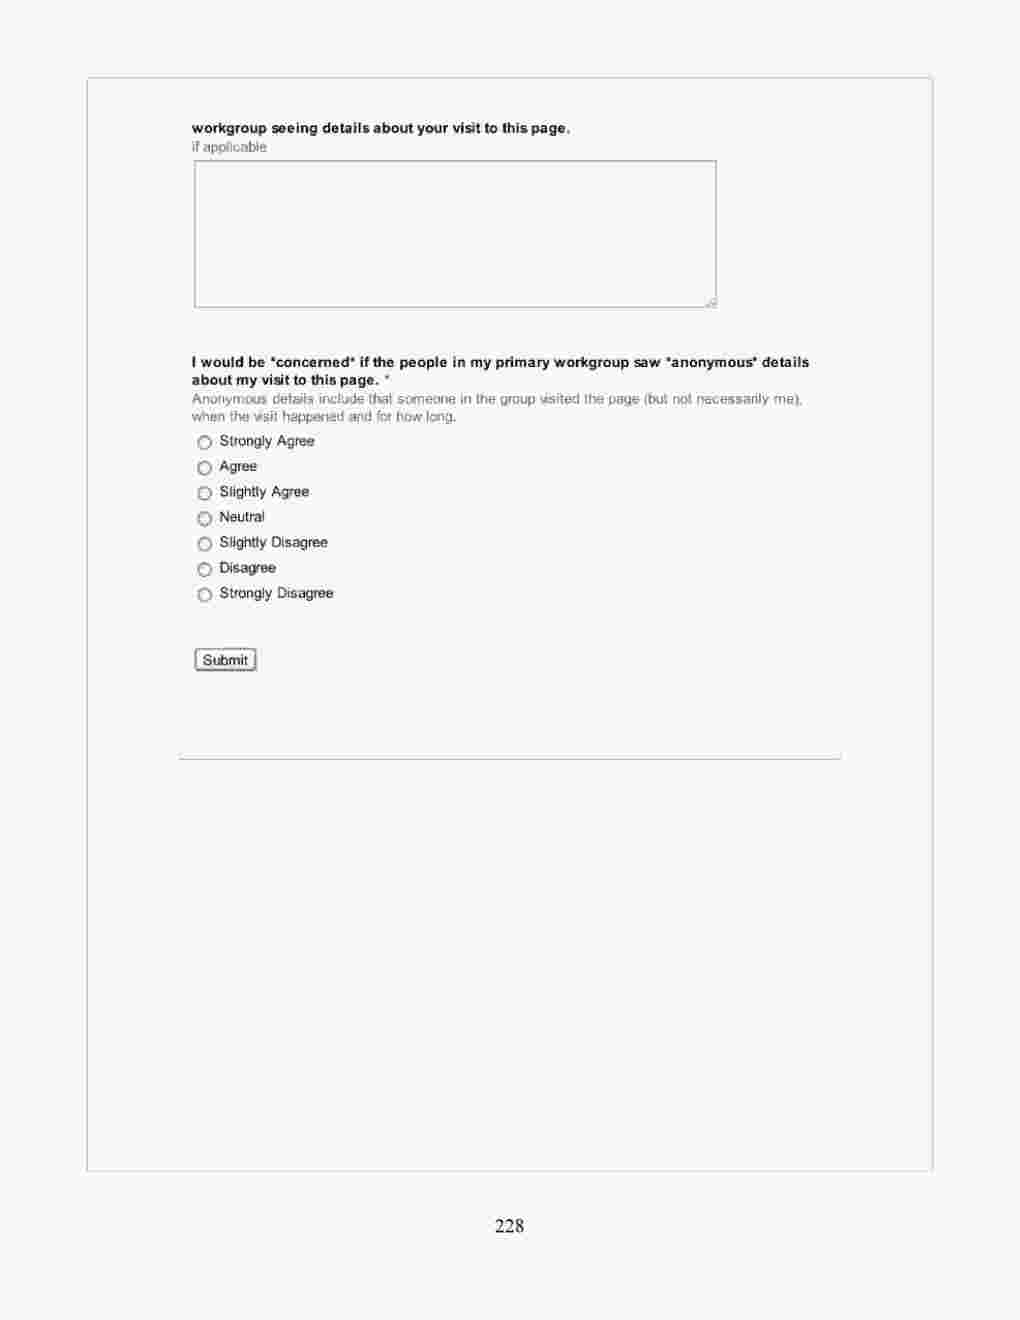 workgroup seeing details about your visit to this page.
if applicable
I would be *concerned* if the people in my primary workgroup saw *anonymous* details
about my visit to this page. *
Anonymous details include that someone in the group visited the page (but not necessarily me),
when the visit happened and for how long.
Strongly Agree
Agree
Slightly Agree
Neutral
Slightly Disagree
Disagree
Strongly Disagree
Submit
228